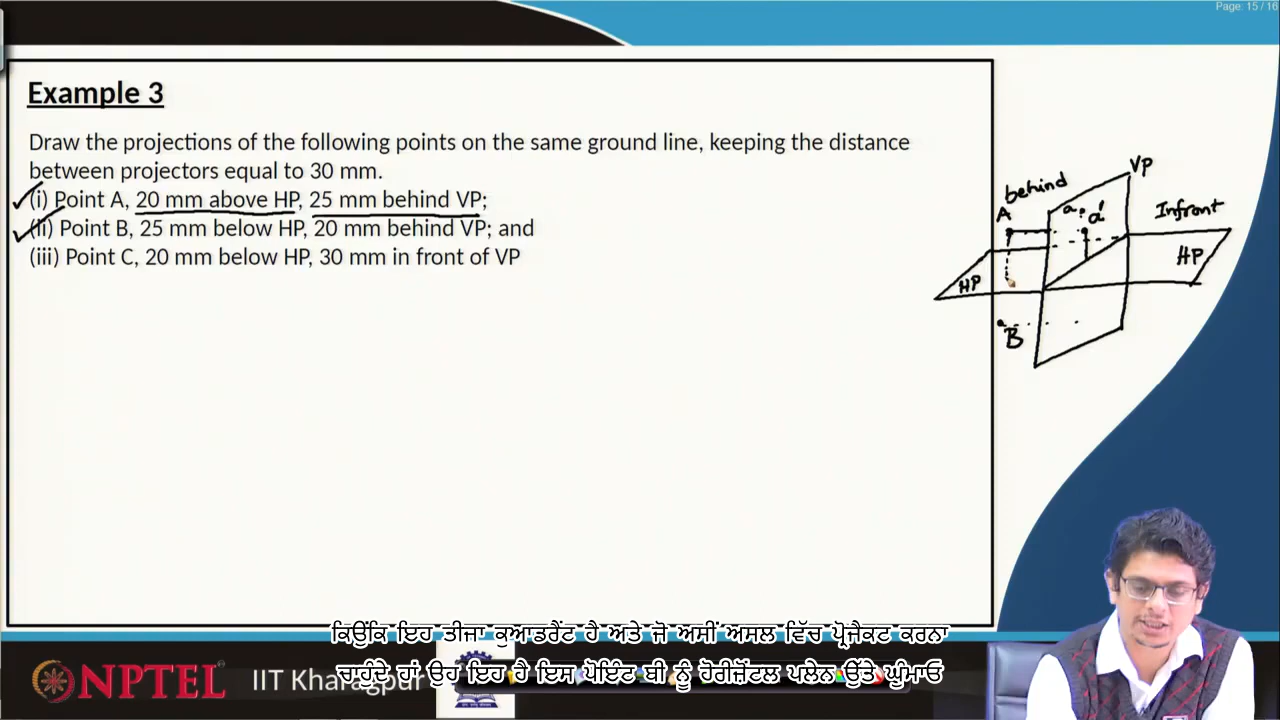 Page: 15 / 16
Example 3
Draw the projections of the following points on the same ground line, keeping the distance
between projectors equal to 30 mm.
(i) Point A, 20 mm above HP, 25 mm behind VP;
(ii) Point B, 25 mm below HP, 20 mm behind VP; and
(iii) Point C, 20 mm below HP, 30 mm in front of VP
VP
behind
A
a
a'
Infront
HP
HP
B
ਕਿਉਂਕਿ ਇਹ ਤੀਜਾ ਕੁਆਡਰੈਂਟ ਹੈ ਅਤੇ ਜੋ ਅਸੀਂ ਅਸਲ ਵਿੱਚ ਪ੍ਰੋਜੈਕਟ ਕਰਨਾ
ਚਾਹੁੰਦੇ ਹਾਂ ਉਹ ਇਹ ਹੈ ਇਸ ਪੋਇੰਟ ਬੀ ਨੂੰ ਹੋਰੀਜ਼ੋਂਟਲ ਪਲੇਨ ਉੱਤੇ ਘੁੰਮਾਓ
NPTEL
IIT Kharagpur